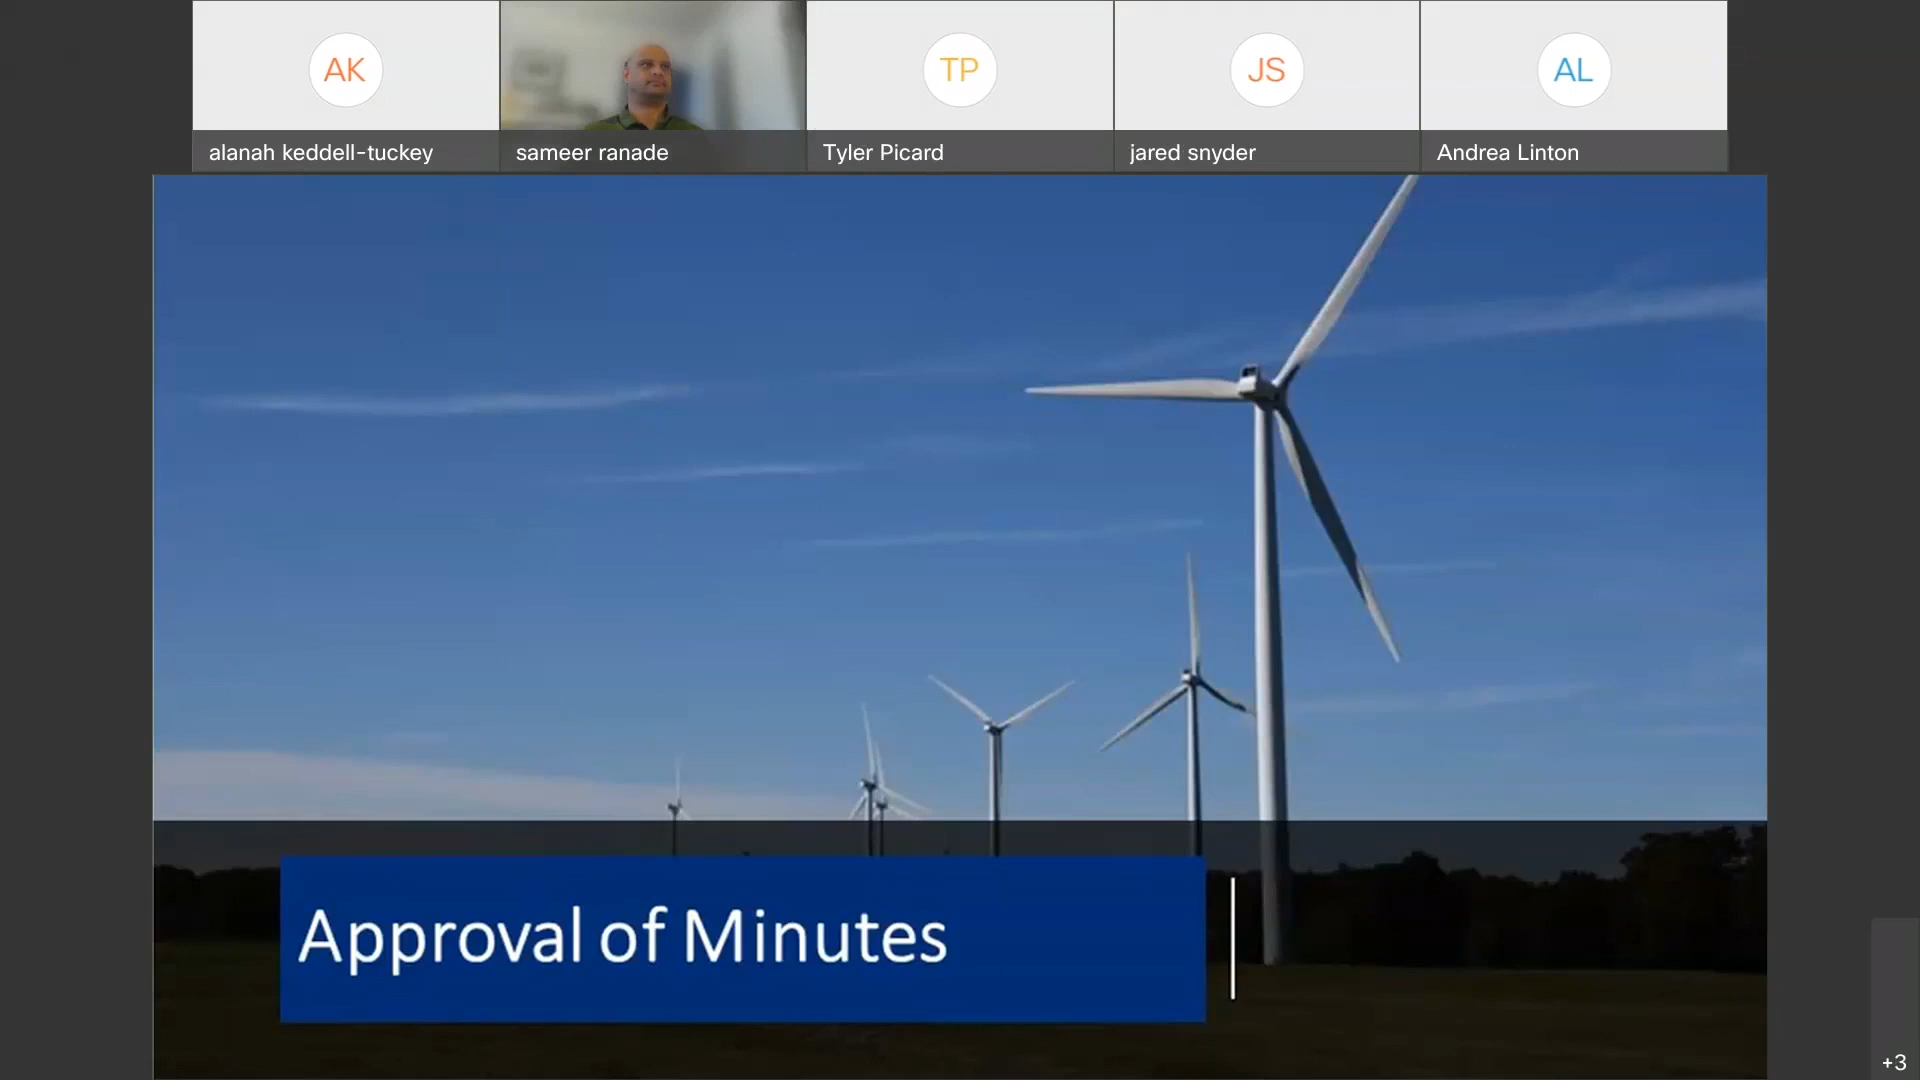 AK
TP
JS
AL
alanah keddell-tuckey
sameer ranade
Tyler Picard
jared snyder
Andrea Linton
Approval of Minutes
+3